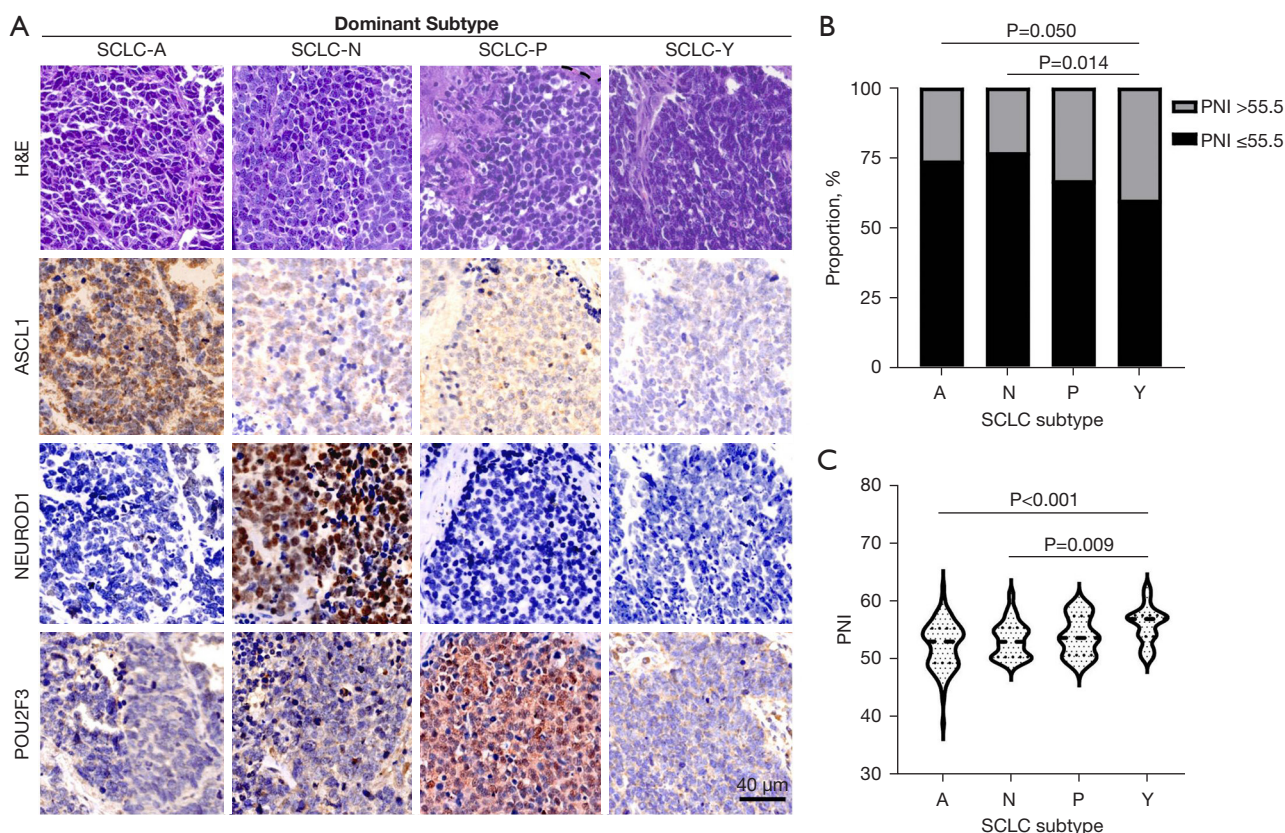 A
Dominant Subtype
SCLC-A SCLC-N SCLC-P SCLC-Y
H&E
ASCL1
NEUROD1
POU2F3
40 µm
B
P=0.050
P=0.014
100
75
50
25
0
Proportion, %
A N P Y
SCLC subtype
PNI >55.5
PNI ≤55.5
C
P<0.001
P=0.009
80
70
60
50
40
30
PNI
A N P Y
SCLC subtype